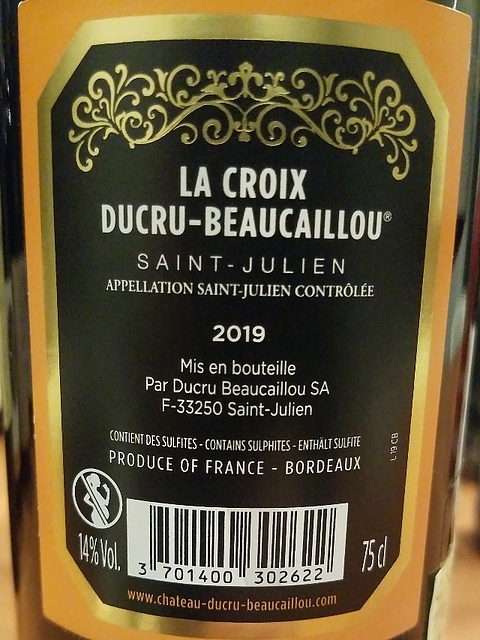 LA CROIX
DUCRU-BEAUCAILLOU®
SAINT-JULIEN
APPELLATION SAINT-JULIEN CONTRÔLÉE
2019
Mis en bouteille
Par Ducru Beaucaillou SA
F-33250 Saint-Julien
CONTIENT DES SULFITES - CONTAINS SULPHITES - ENTHÄLT SULFITE
PRODUCE OF FRANCE - BORDEAUX
L 19 CB
14% Vol.
3 701400 302622
75 cl
www.chateau-ducru-beaucaillou.com